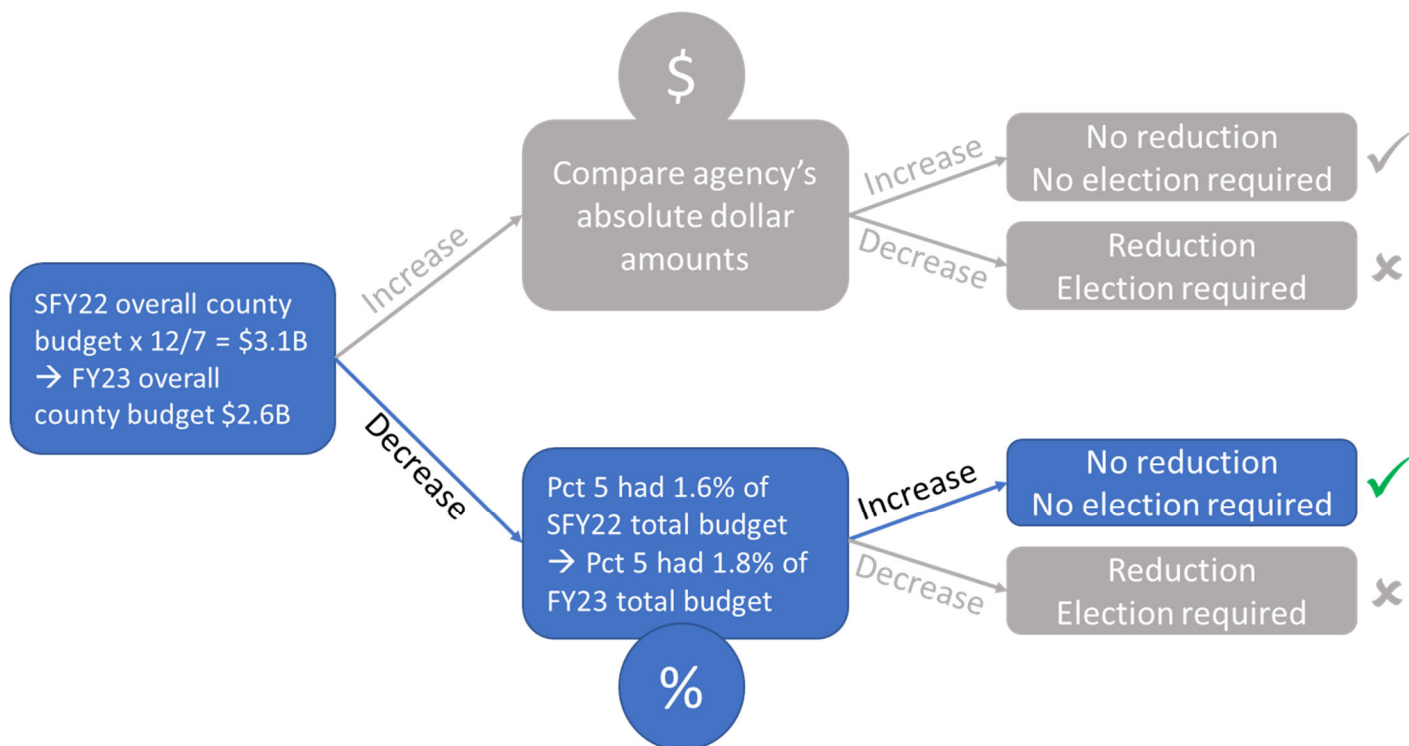 SFY22 overall county
budget x 12/7 = $3.1B
→ FY23 overall
county budget $2.6B
Increase
Decrease
$
Compare agency's
absolute dollar
amounts
Increase
Decrease
No reduction
No election required
Reduction
Election required
Pct 5 had 1.6% of
SFY22 total budget
→ Pct 5 had 1.8% of
FY23 total budget
%
Increase
Decrease
No reduction
No election required
Reduction
Election required